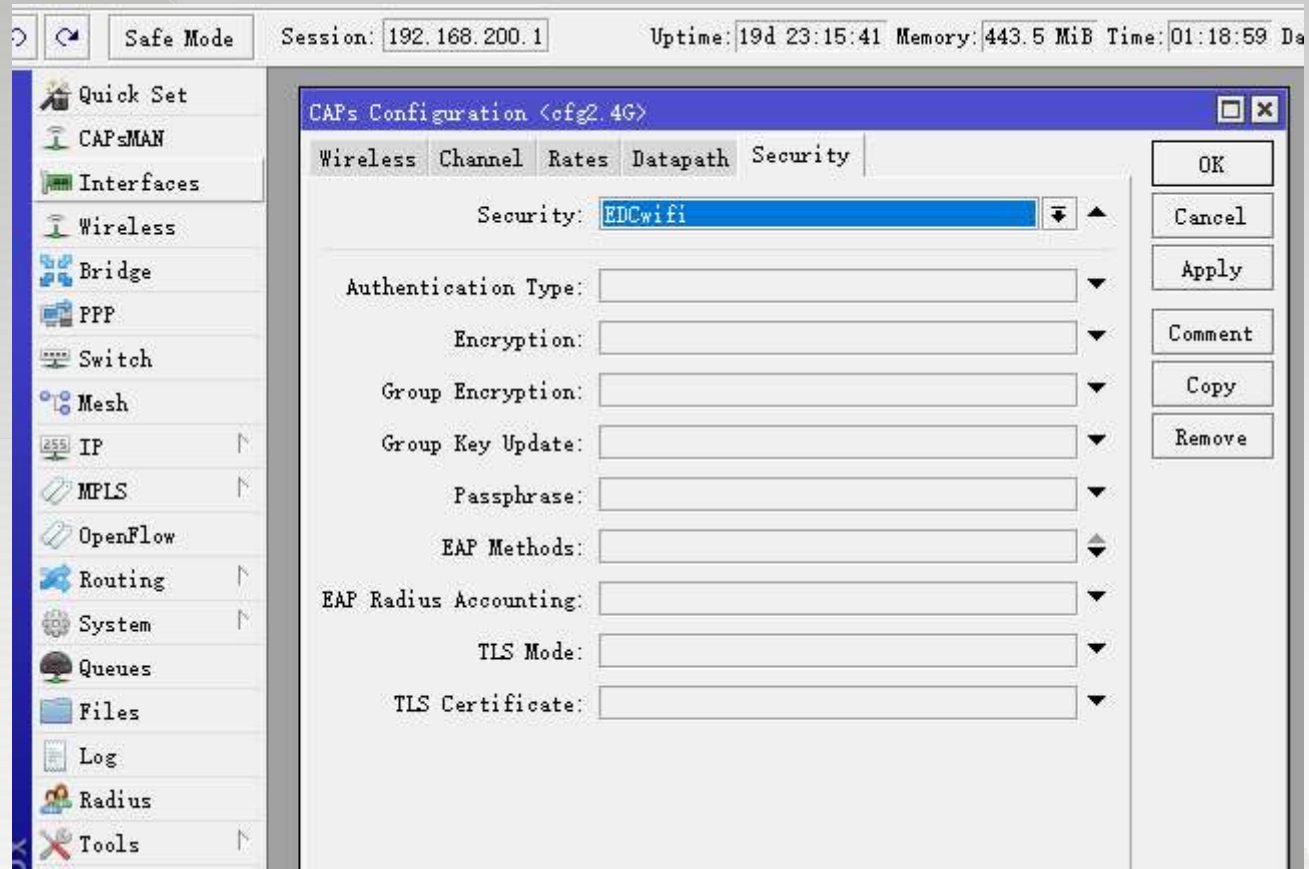 Safe Mode Session: 192.168.200.1 Uptime: 19d 23:15:41 Memory: 443.5 MiB Time: 01:18:59 Da
Quick Set
CAPsMAN
Interfaces
Wireless
Bridge
PPP
Switch
Mesh
255 IP
MPLS
OpenFlow
Routing
System
Queues
Files
Log
Radius
Tools
CAPs Configuration <cfg2.4G>
Wireless Channel Rates Datapath Security
Security: EDCwifi
Authentication Type:
Encryption:
Group Encryption:
Group Key Update:
Passphrase:
EAP Methods:
EAP Radius Accounting:
TLS Mode:
TLS Certificate:
OK
Cancel
Apply
Comment
Copy
Remove